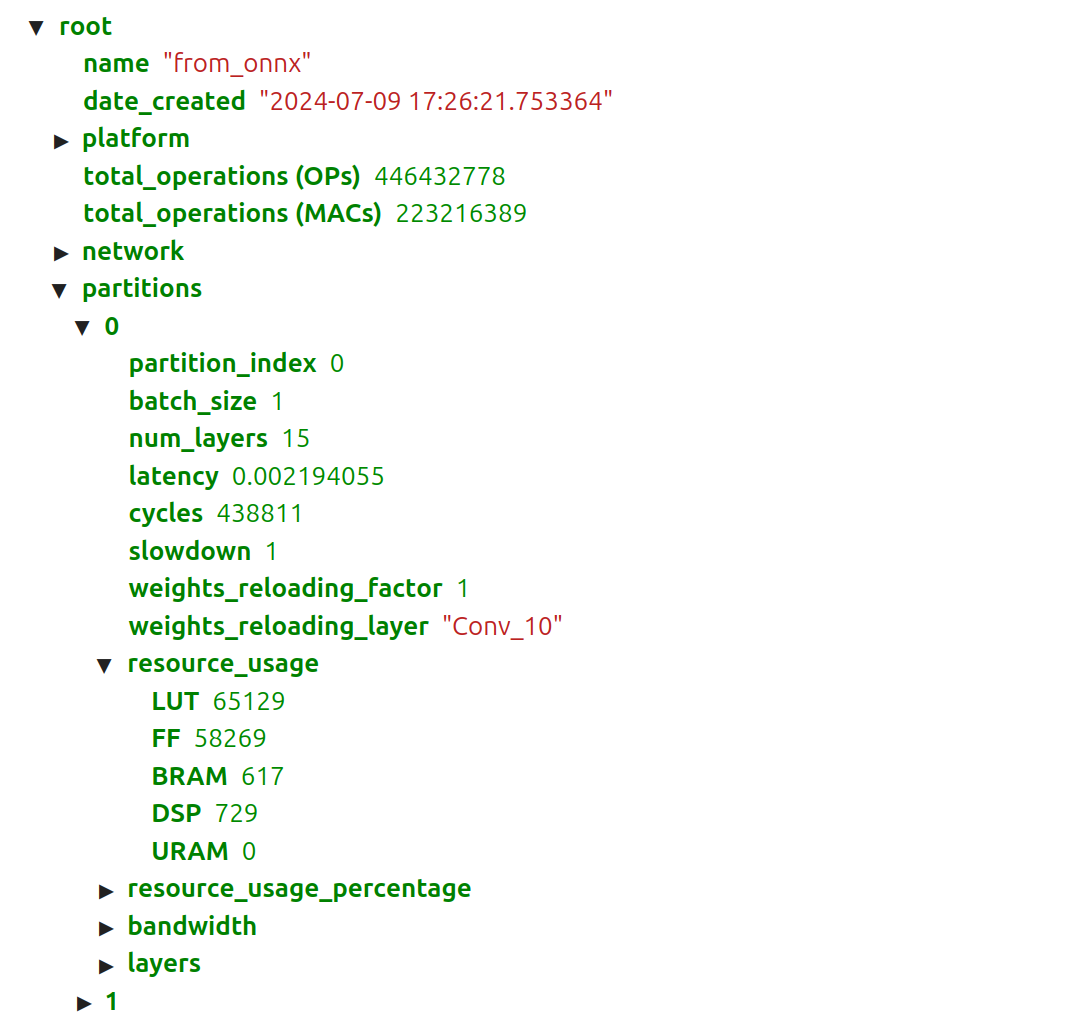 root
name "from_onnx"
date_created "2024-07-09 17:26:21.753364"
platform
total_operations (OPs) 446432778
total_operations (MACs) 223216389
network
partitions
0
partition_index 0
batch_size 1
num_layers 15
latency 0.002194055
cycles 438811
slowdown 1
weights_reloading_factor 1
weights_reloading_layer "Conv_10"
resource_usage
LUT 65129
FF 58269
BRAM 617
DSP 729
URAM 0
resource_usage_percentage
bandwidth
layers
1